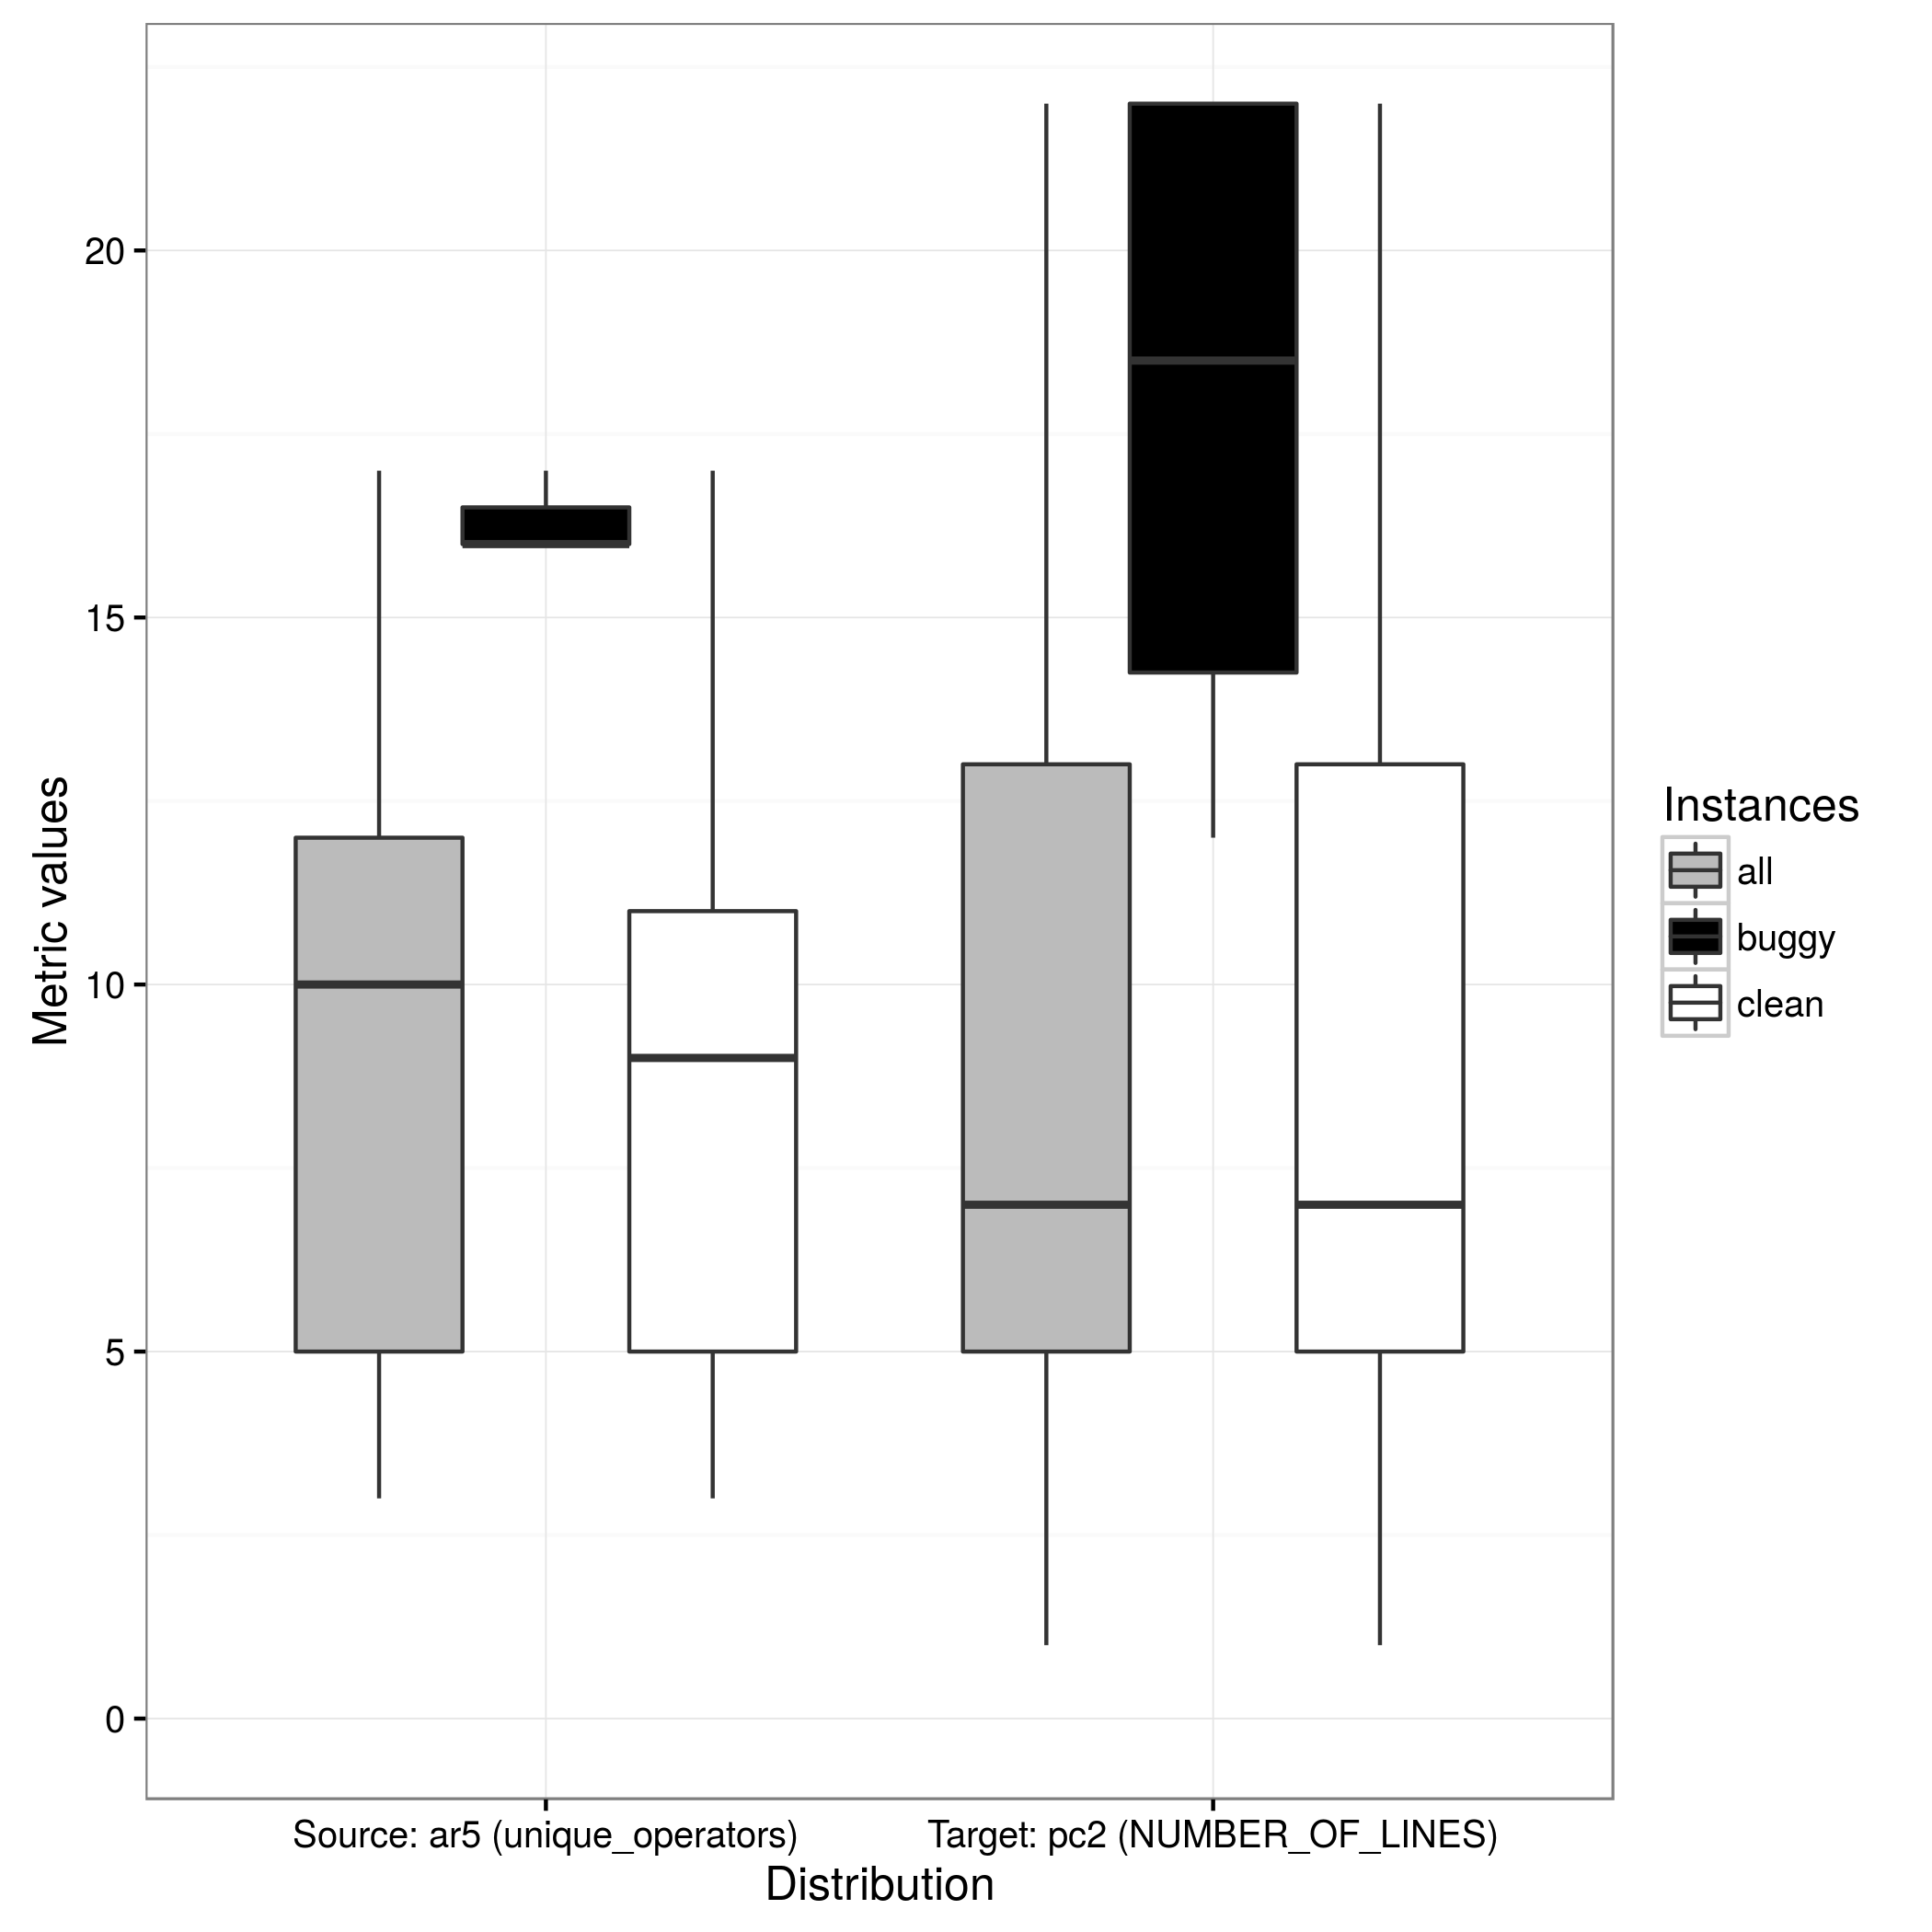 20
15
10
5
0
Metric values
Source: ar5 (unique_operators)
Target: pc2 (NUMBER_OF_LINES)
Distribution
Instances
all
buggy
clean